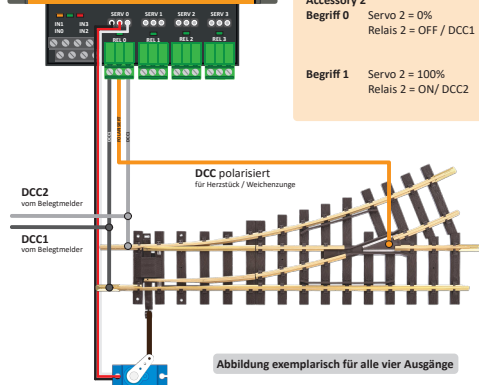 Accessory 2
Begriff 0 Servo 2 = 0%
Relais 2 = OFF / DCC1
Begriff 1 Servo 2 = 100%
Relais 2 = ON/ DCC2
SERV 0 SERV 1 SERV 2 SERV 3
IN1 IN3
IN0 IN2
REL 0 REL 1 REL 2 REL 3
DCC polarisiert
für Herzstück / Weichenzunge
DCC2
vom Belegtmelder
DCC1
vom Belegtmelder
Abbildung exemplarisch für alle vier Ausgänge